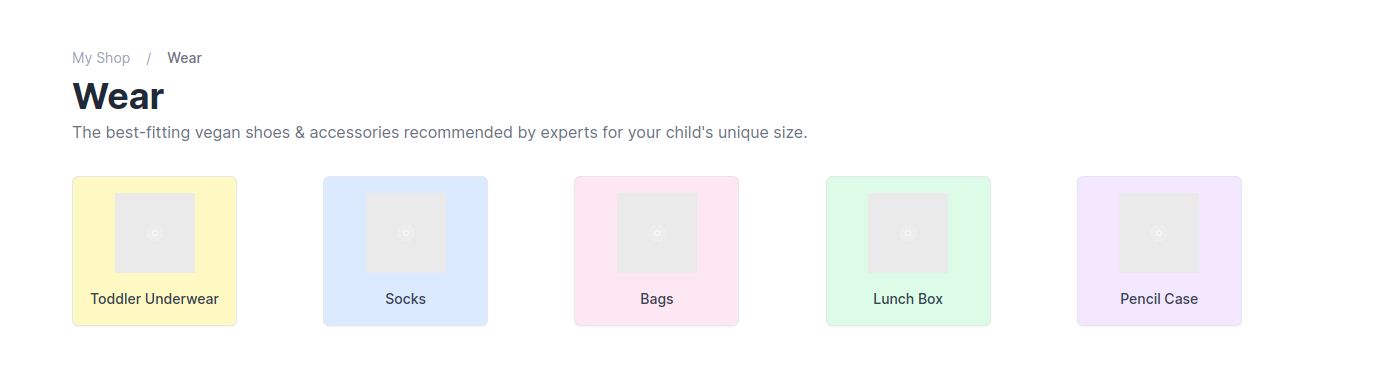 My Shop / Wear
Wear
The best-fitting vegan shoes & accessories recommended by experts for your child's unique size.
Toddler Underwear
Socks
Bags
Lunch Box
Pencil Case